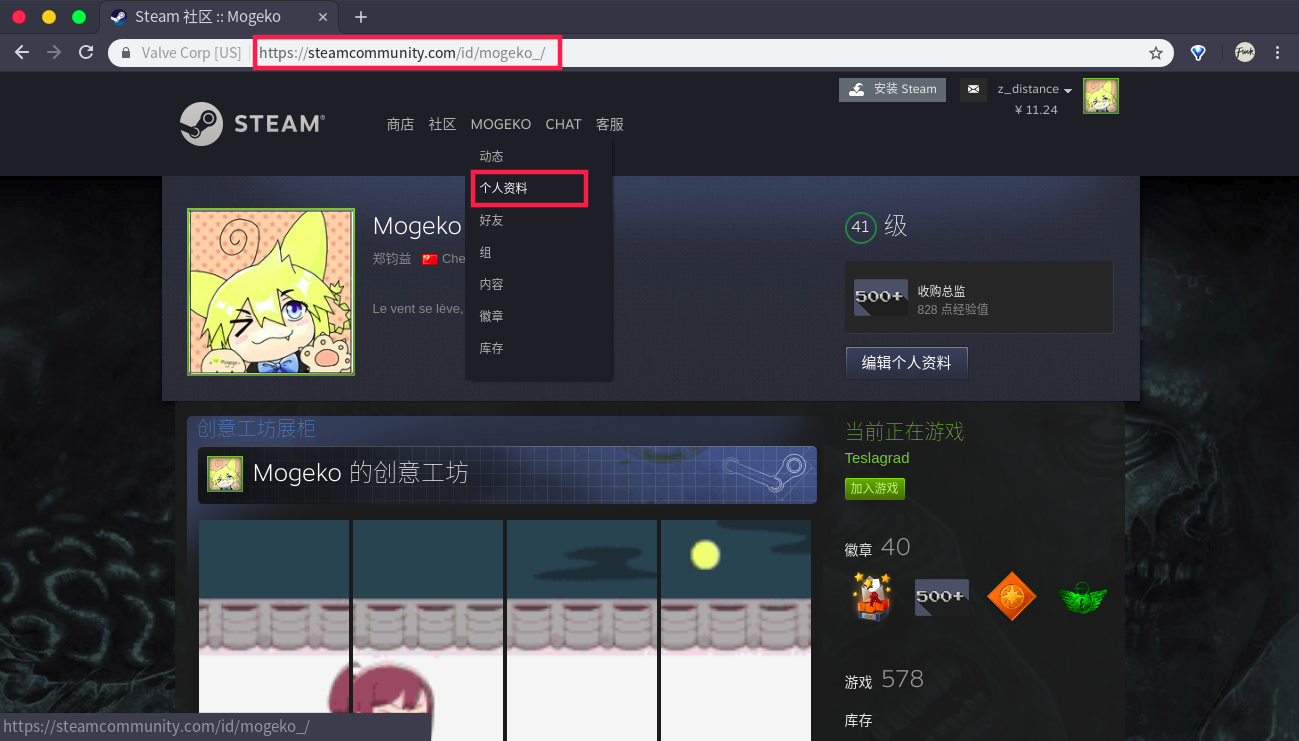 Steam 社区 :: Mogeko
Valve Corp [US]
https://steamcommunity.com/id/mogeko_/
安装 Steam
z_distance
¥ 11.24
STEAM®
商店 社区 MOGEKO CHAT 客服
动态
个人资料
好友
组
内容
徽章
库存
Mogeko
郑钧益
Che
Le vent se lève,
41 级
500+
收购总监
828 点经验值
编辑个人资料
创意工坊展柜
Mogeko 的创意工坊
当前正在游戏
Teslagrad
加入游戏
徽章 40
500+
游戏 578
库存
https://steamcommunity.com/id/mogeko_/